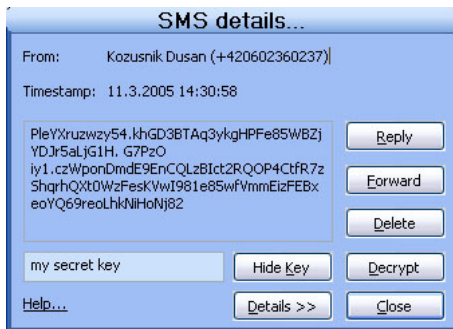 SMS details...
From: Kozusnik Dusan (+420602360237)
Timestamp: 11.3.2005 14:30:58
PleYXruzwzy54.khGD3BTAq3ykgHPFe85WBZj
YDJr5aLjG1H. G7PzO
iy1.czWponDmdE9EnCQLzBIct2RQOP4CtfR7z
ShqrhQXt0WzFesKVwI981e85wfVmmEizFEBx
eoYQ69reoLhkNiHoNj82
Reply
Forward
Delete
my secret key
Hide Key
Decrypt
Help...
Details >>
Close